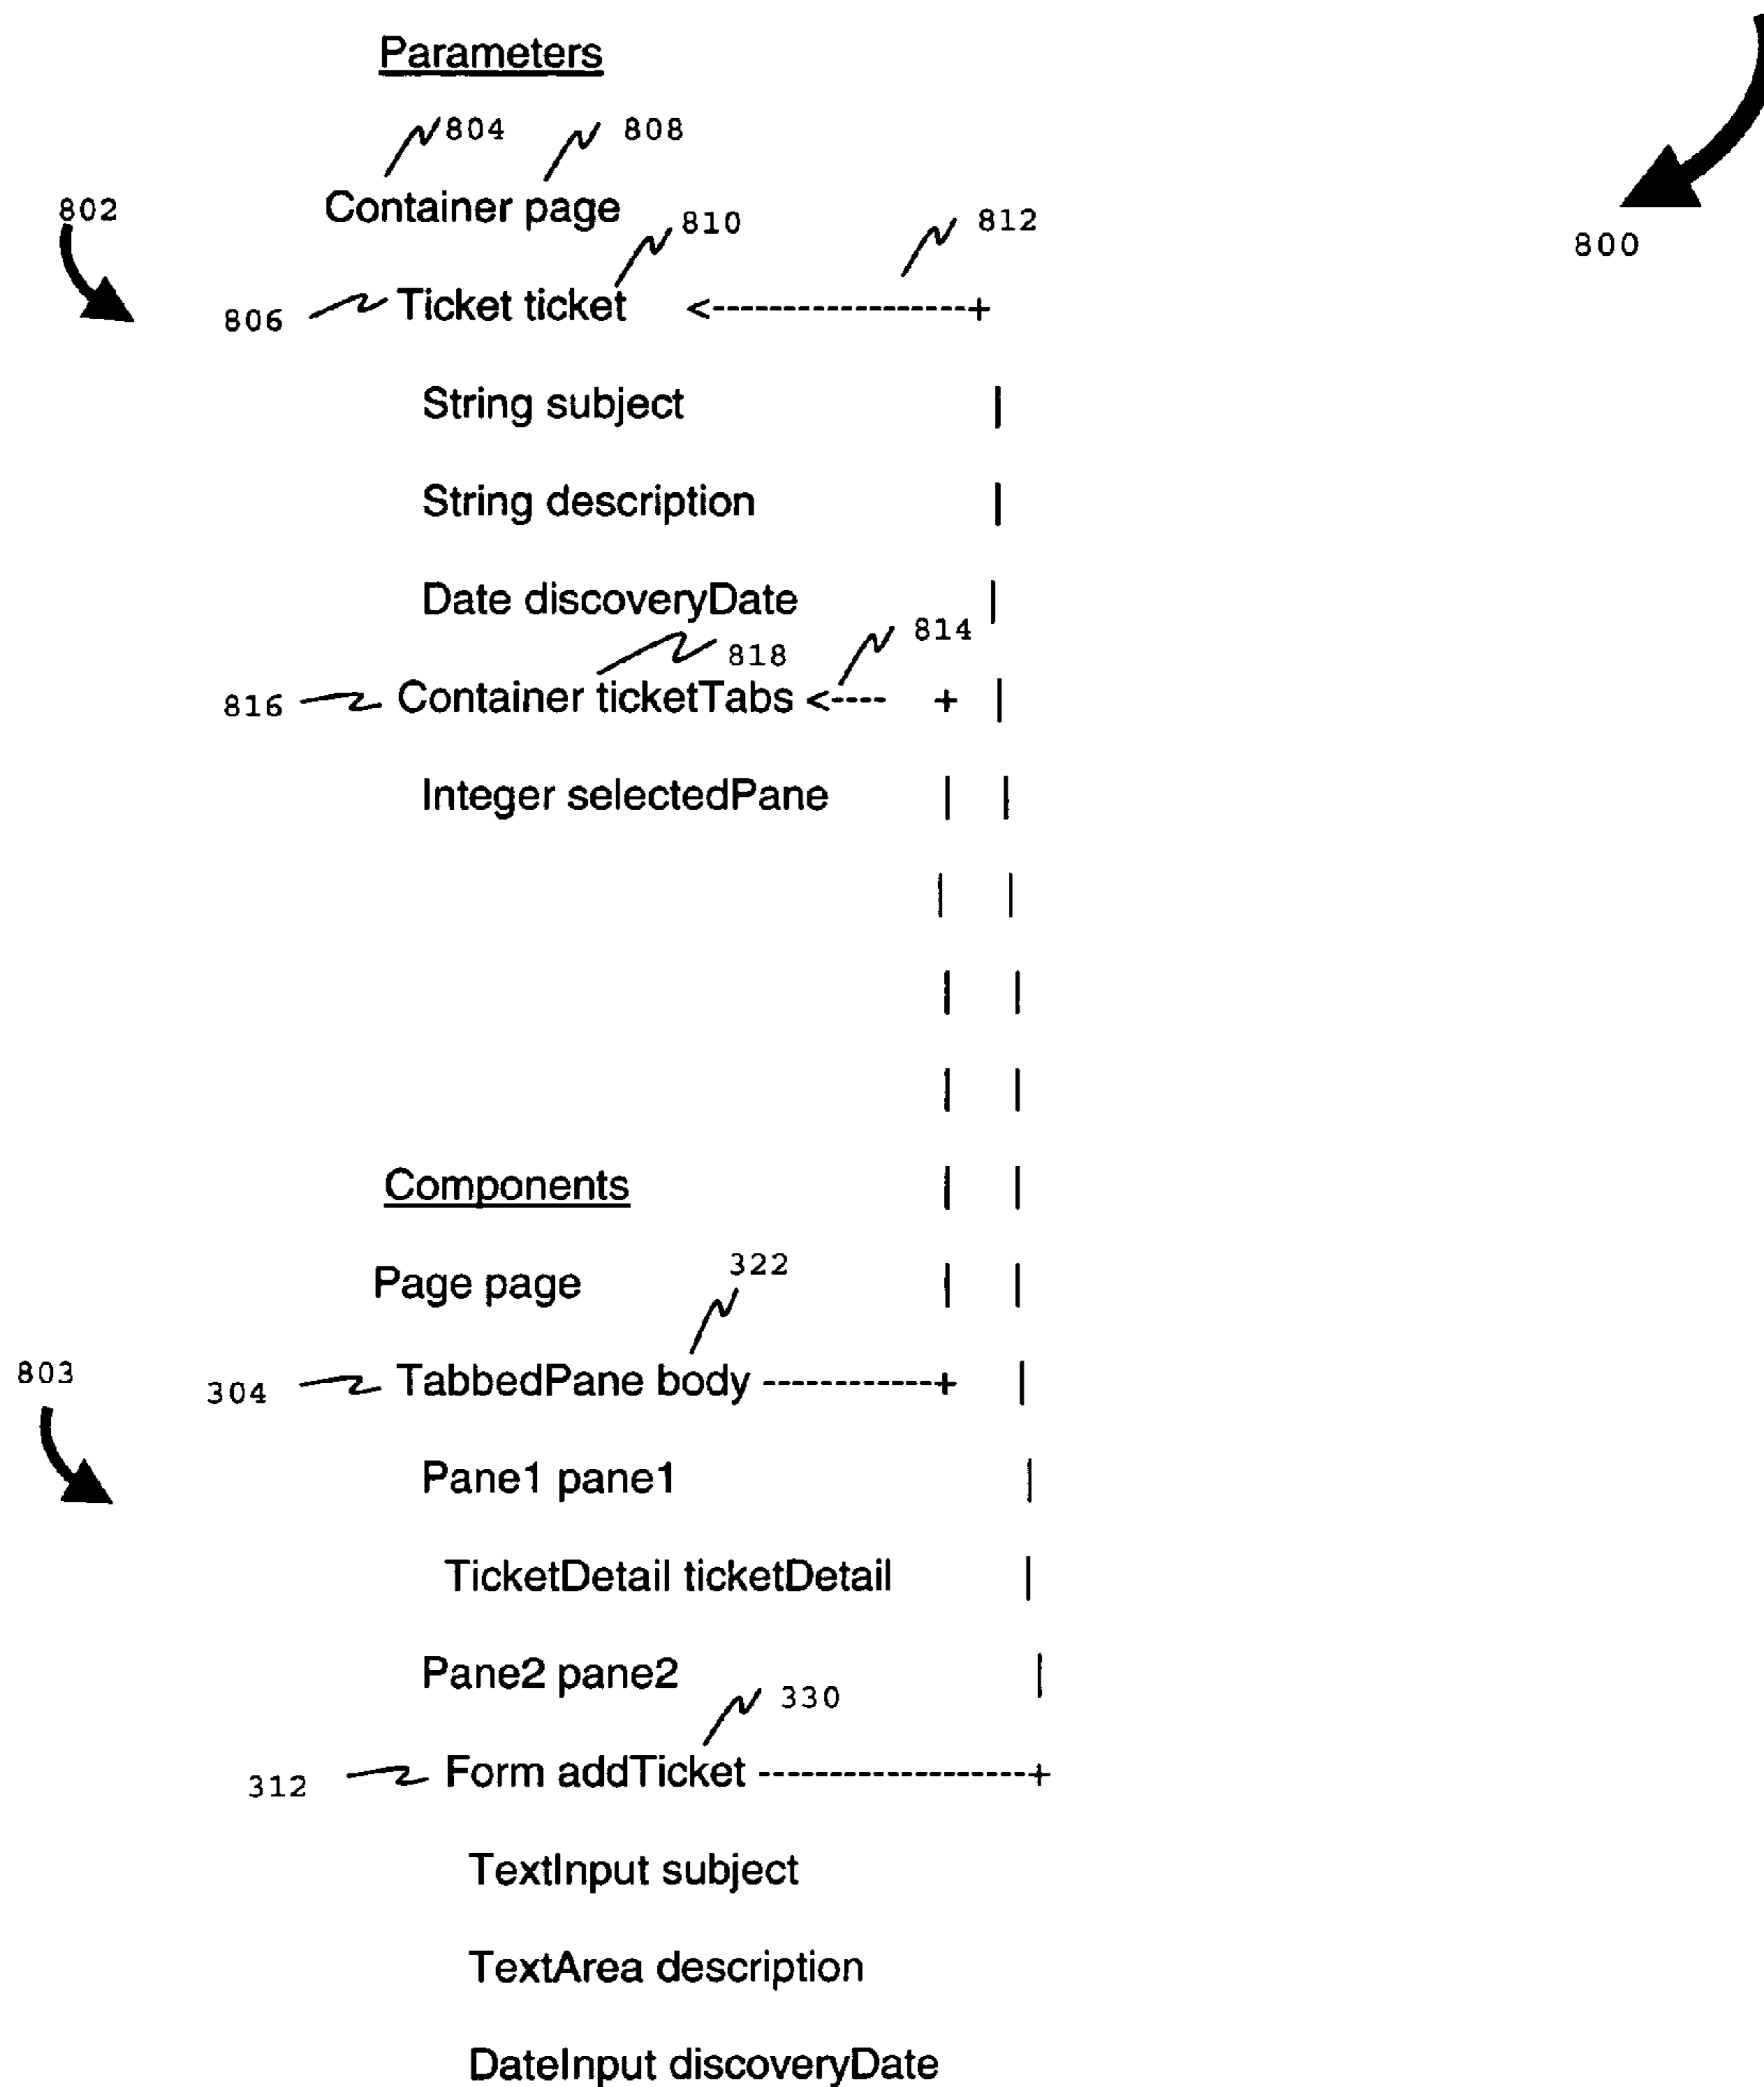 Parameters
804 808
Container page
802
810
812
800
806 Ticket ticket <------------------+
String subject |
String description |
Date discoveryDate |
814
818
816 Container ticketTabs <---- + |
Integer selectedPane | |
| |
| |
| |
Components | |
322
Page page | |
803
304 TabbedPane body ------------+ |
Pane1 pane1 |
TicketDetail ticketDetail |
Pane2 pane2 |
330
312 Form addTicket -------------------+
TextInput subject
TextArea description
DateInput discoveryDate